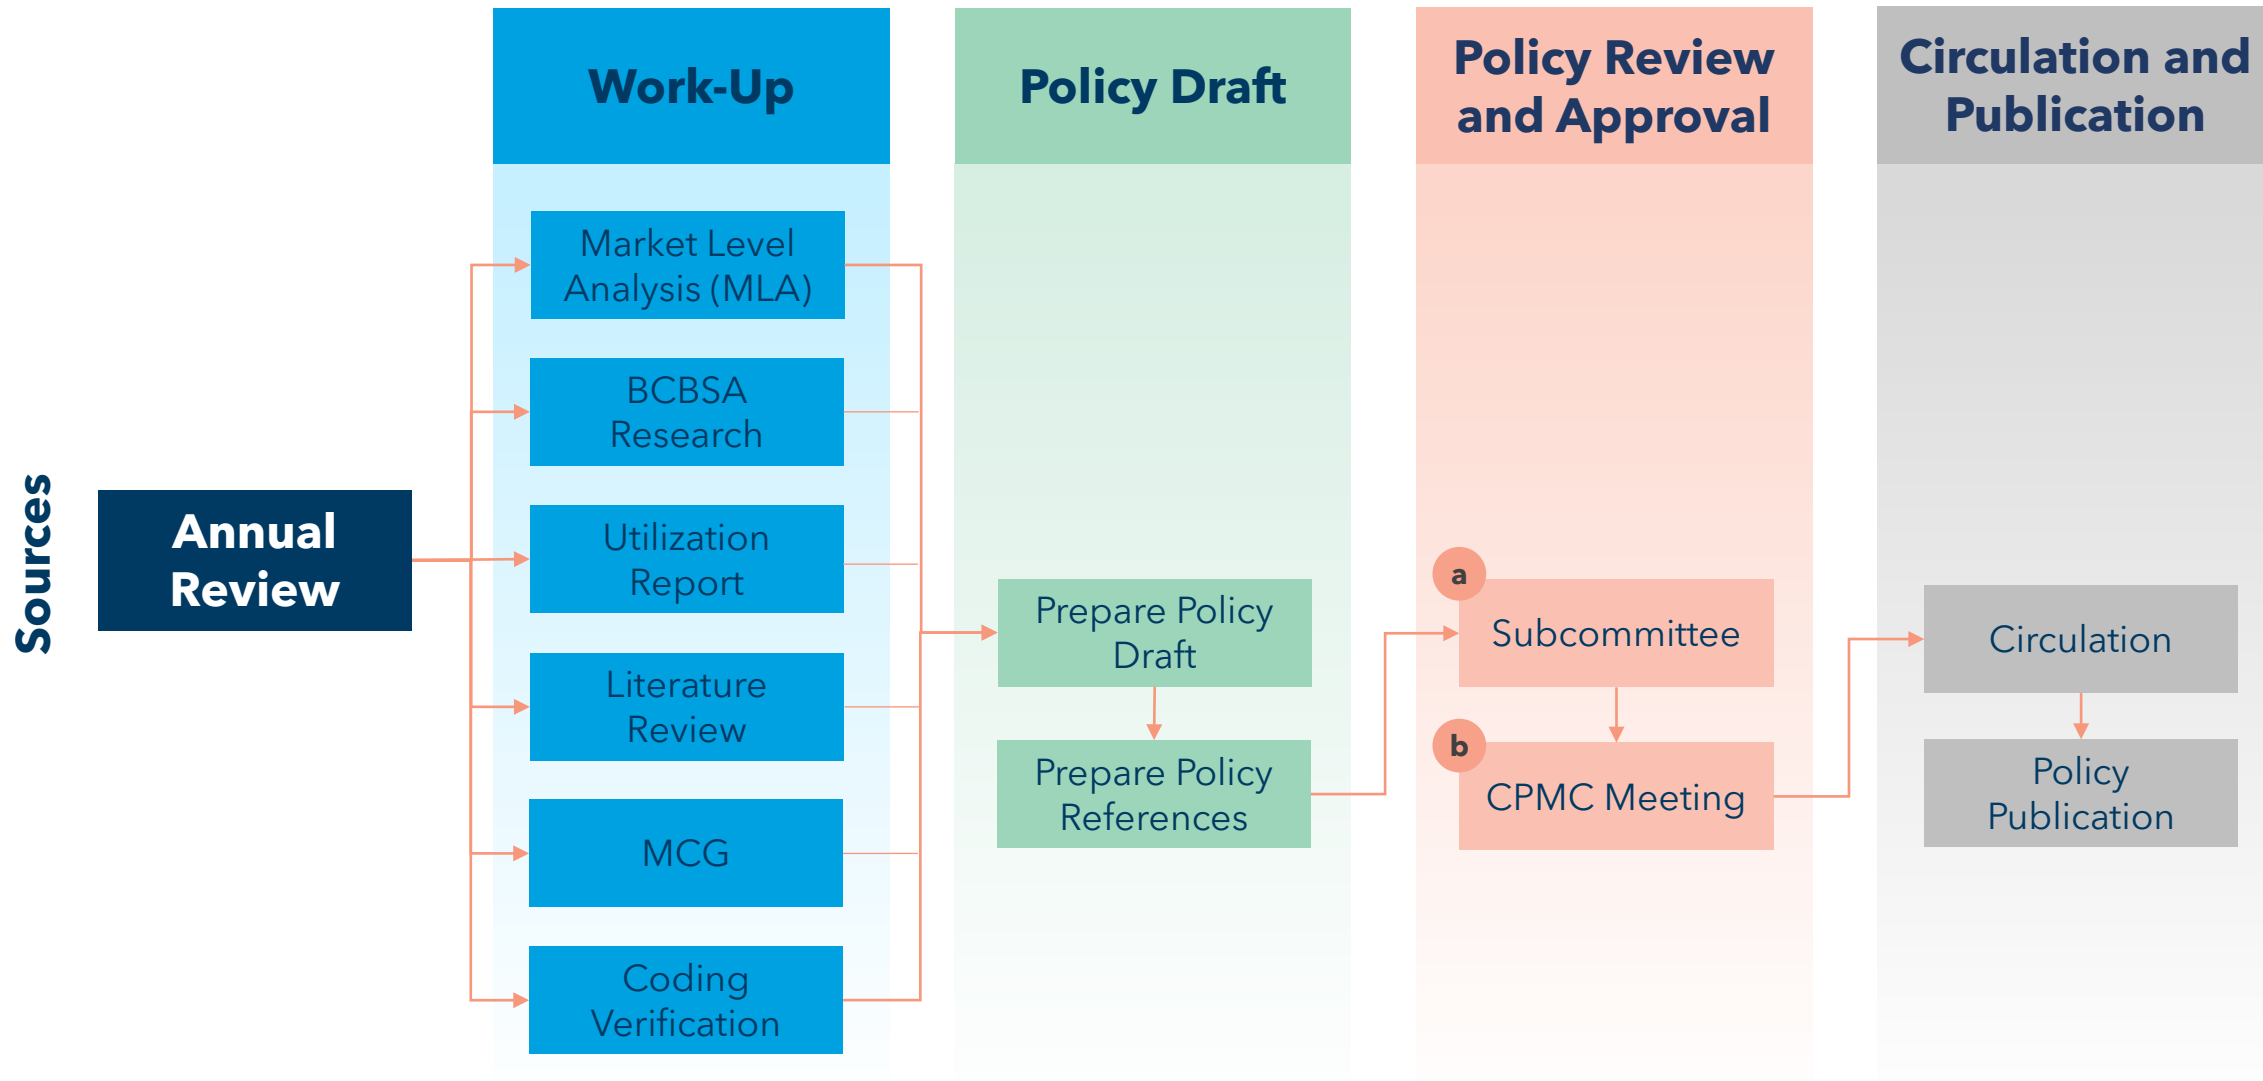 Work-Up
Policy Draft
Policy Review
and Approval
Circulation and
Publication
Sources
Annual
Review
Market Level
Analysis (MLA)
BCBSA
Research
Utilization
Report
Literature
Review
MCG
Coding
Verification
Prepare Policy
Draft
Prepare Policy
References
a
Subcommittee
b
CPMC Meeting
Circulation
Policy
Publication